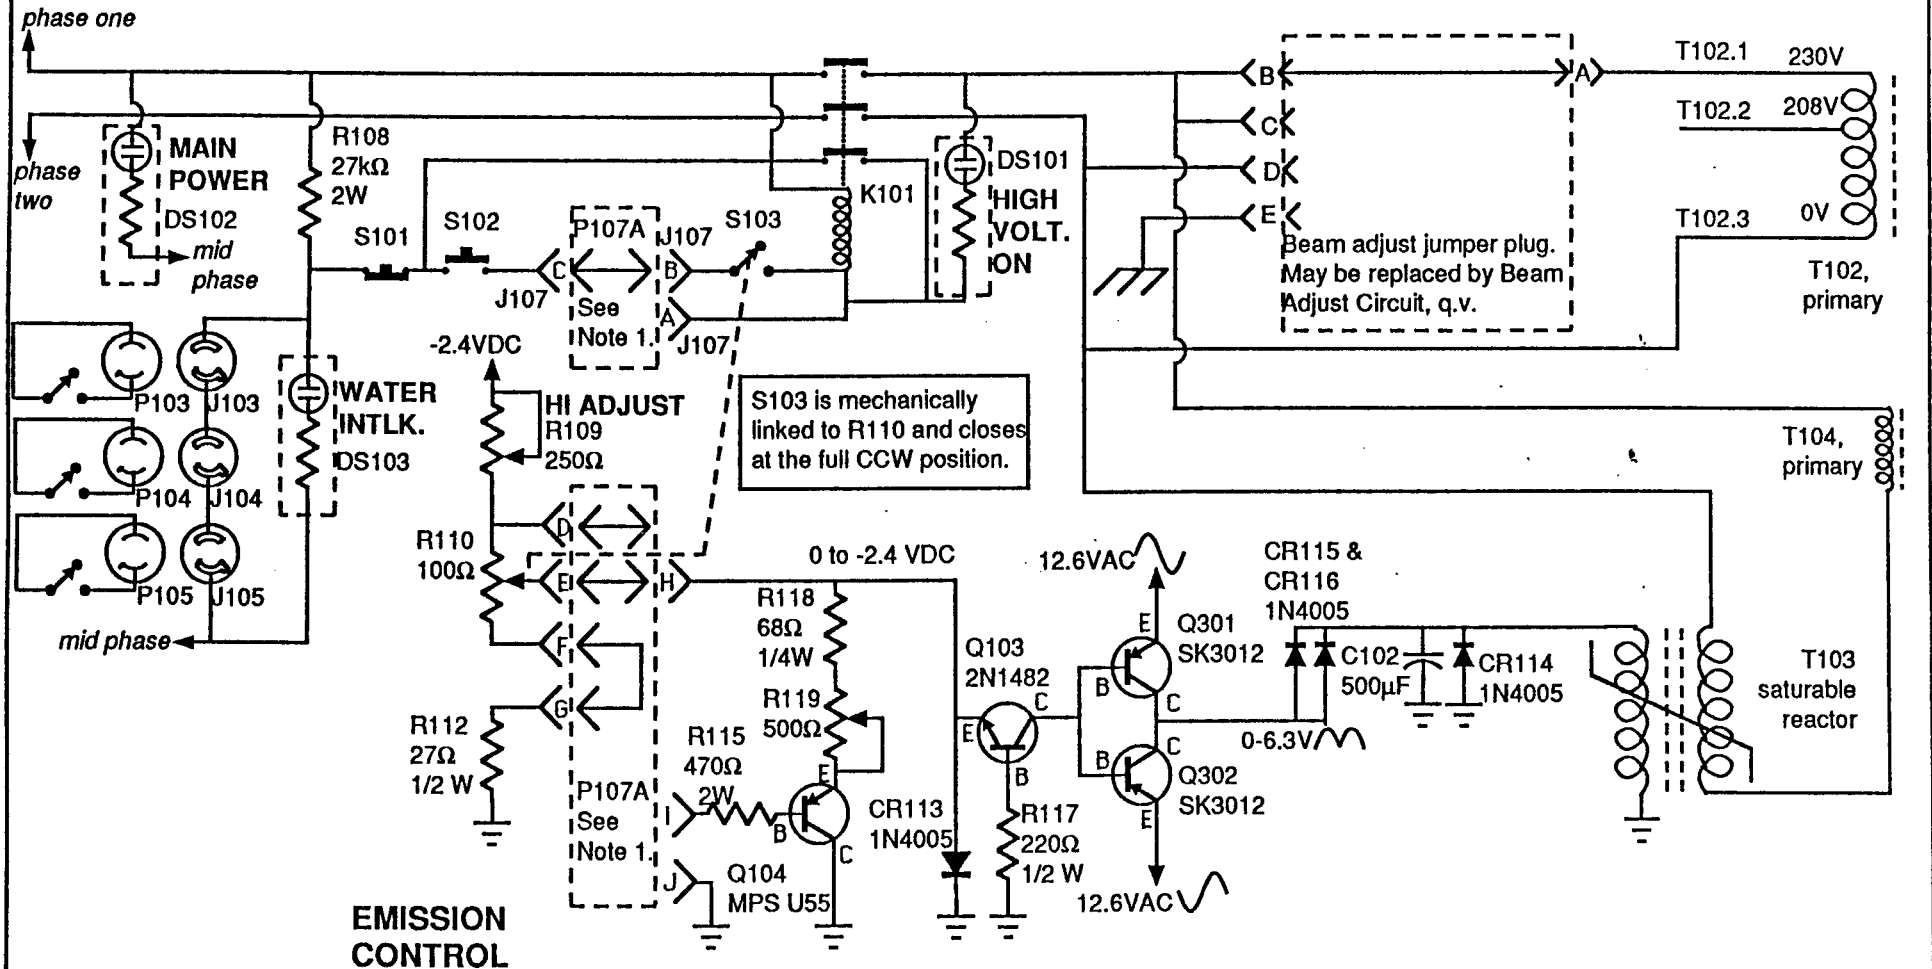 phase one
phase
two
MAIN
POWER
DS102
mid
phase
R108
27kΩ
2W
S101
S102
C
J107
P107A
See
Note 1.
J107
B
A
J107
S103
K101
DS101
HIGH
VOLT.
ON
B
C
D
E
A
Beam adjust jumper plug.
May be replaced by Beam
Adjust Circuit, q.v.
T102.1
230V
T102.2
208V
T102.3
0V
T102,
primary
P103
J103
P104
J104
P105
J105
mid phase
WATER
INTLK.
DS103
-2.4VDC
HI ADJUST
R109
250Ω
S103 is mechanically
linked to R110 and closes
at the full CCW position.
T104,
primary
R110
100Ω
D
E
F
G
H
I
J
R112
27Ω
1/2 W
P107A
See
Note 1.
0 to -2.4 VDC
R118
68Ω
1/4W
R119
500Ω
R115
470Ω
2W
E
B
C
Q104
MPS U55
CR113
1N4005
Q103
2N1482
E
C
B
R117
220Ω
1/2 W
12.6VAC
E
B
C
Q301
SK3012
C
B
E
Q302
SK3012
12.6VAC
0-6.3V
CR115 &
CR116
1N4005
C102
500µF
CR114
1N4005
T103
saturable
reactor
EMISSION
CONTROL